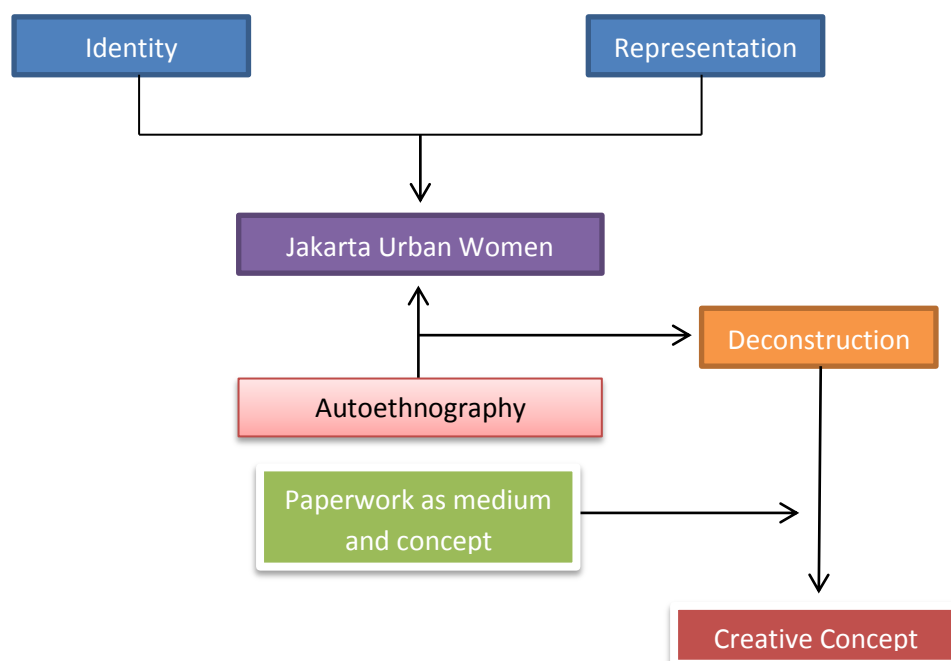 Identity
Representation
Jakarta Urban Women
Deconstruction
Autoethnography
Paperwork as medium
and concept
Creative Concept